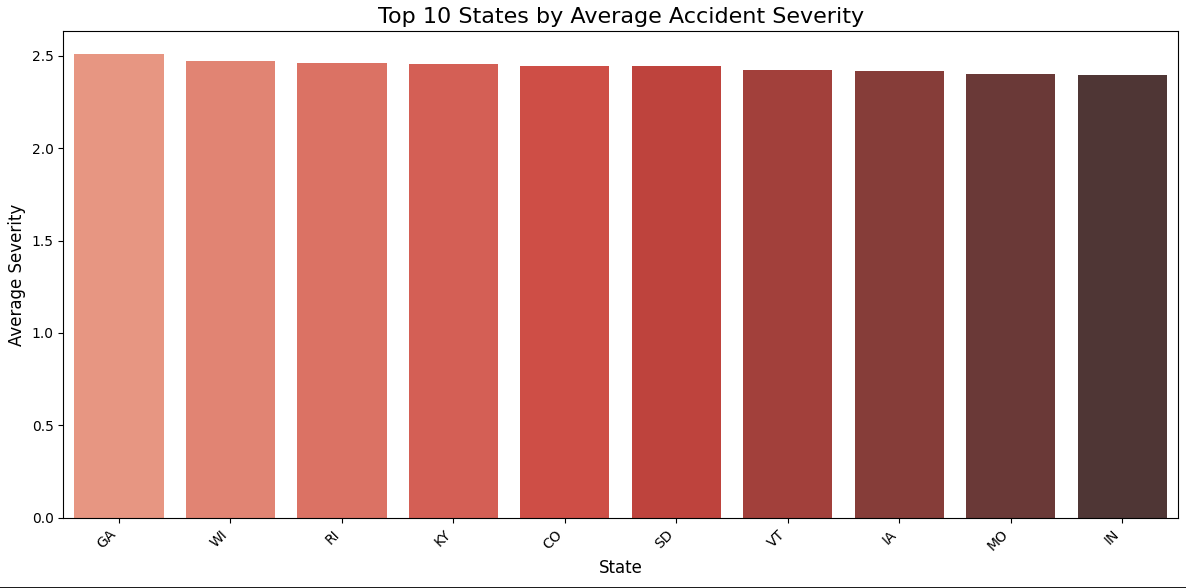 Top 10 States by Average Accident Severity
Average Severity
2.5
2.0
1.5
1.0
0.5
0.0
GA WI RI KY CO SD VT IA MO IN
State